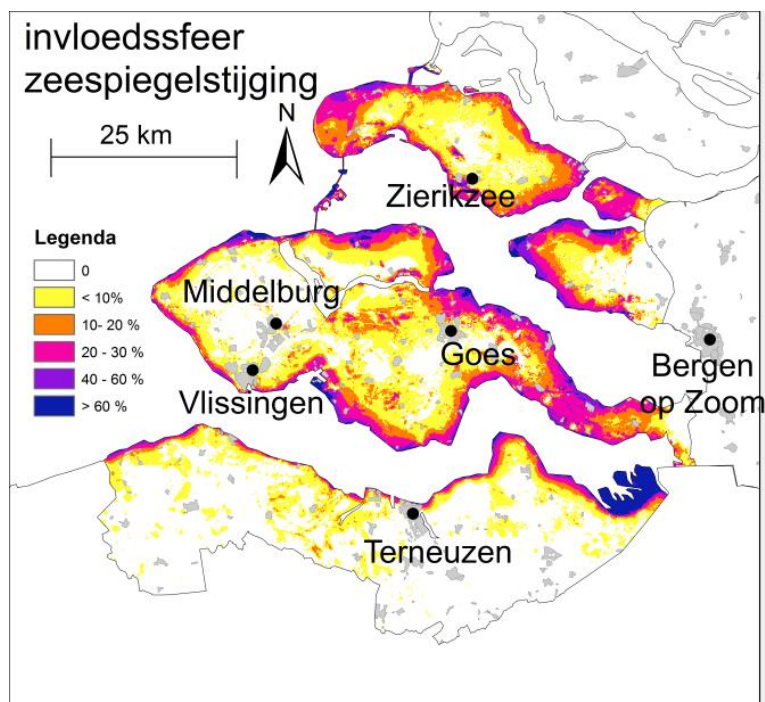 invloedssfeer
zeespiegelstijging
N
25 km
Zierikzee
Legenda
0
< 10%
10- 20 %
20 - 30 %
40 - 60 %
> 60 %
Middelburg
Goes
Vlissingen
Bergen
op Zoom
Terneuzen